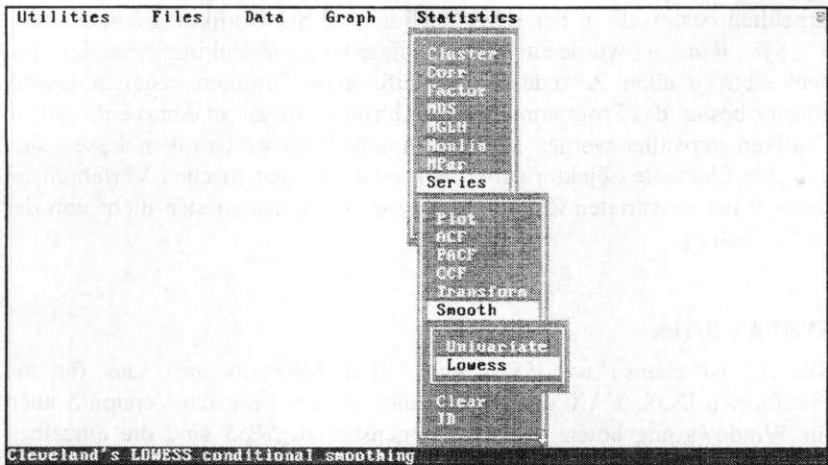 Utilities Files Data Graph Statistics
Cluster
Corr
Factor
MDS
MGLH
NPar
Series
Plot
ACF
PACF
CCF
Transform
Smooth
Univariate
Lowess
Clear
ID
Cleveland's LOWESS conditional smoothing